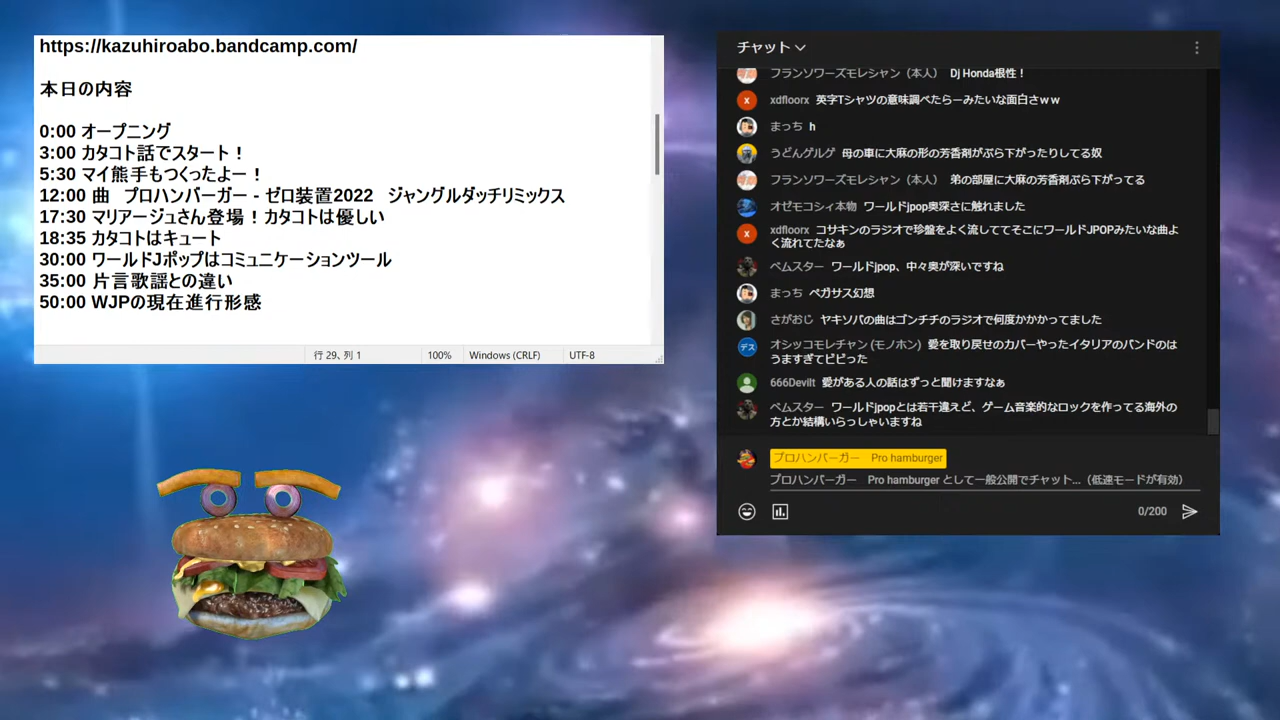 https://kazuhiroabo.bandcamp.com/
本日の内容
0:00 オープニング
3:00 カタコト話でスタート！
5:30 マイ熊手もつくったよー！
12:00 曲　プロハンバーガー - ゼロ装置2022　ジャングルダッチリミックス
17:30 マリアージュさん登場！カタコトは優しい
18:35 カタコトはキュート
30:00 ワールドJポップはコミュニケーションツール
35:00 片言歌謡との違い
50:00 WJPの現在進行形感
行 29、列 1
100%
Windows (CRLF)
UTF-8
チャット
フランソワーズモレシャン（本人） Dj Honda根性！
xdfloorx 英字Tシャツの意味調べたらーみたいな面白さｗｗ
まっち h
うどんゲルゲ 母の車に大麻の形の芳香剤がぶら下がったりしてる奴
フランソワーズモレシャン（本人） 弟の部屋に大麻の芳香剤ぶら下がってる
オゼモコシィ本物 ワールドjpop奥深さに触れました
xdfloorx コサキンのラジオで珍盤をよく流しててそこにワールドJPOPみたいな曲よ
く流れてたなぁ
ベムスター ワールドjpop、中々奥が深いですね
まっち ペガサス幻想
さがおじ ヤキソバの曲はゴンチチのラジオで何度かかかってました
デス オシッコモレチャン (モノホン) 愛を取り戻せのカバーやったイタリアのバンドのは
うますぎてビビった
666Devilt 愛がある人の話はずっと聞けますなぁ
ベムスター ワールドjpopとは若干違えど、ゲーム音楽的なロックを作ってる海外の
方とか結構いらっしゃいますね
プロハンバーガー　Pro hamburger
プロハンバーガー　Pro hamburger として一般公開でチャット...（低速モードが有効）
0/200